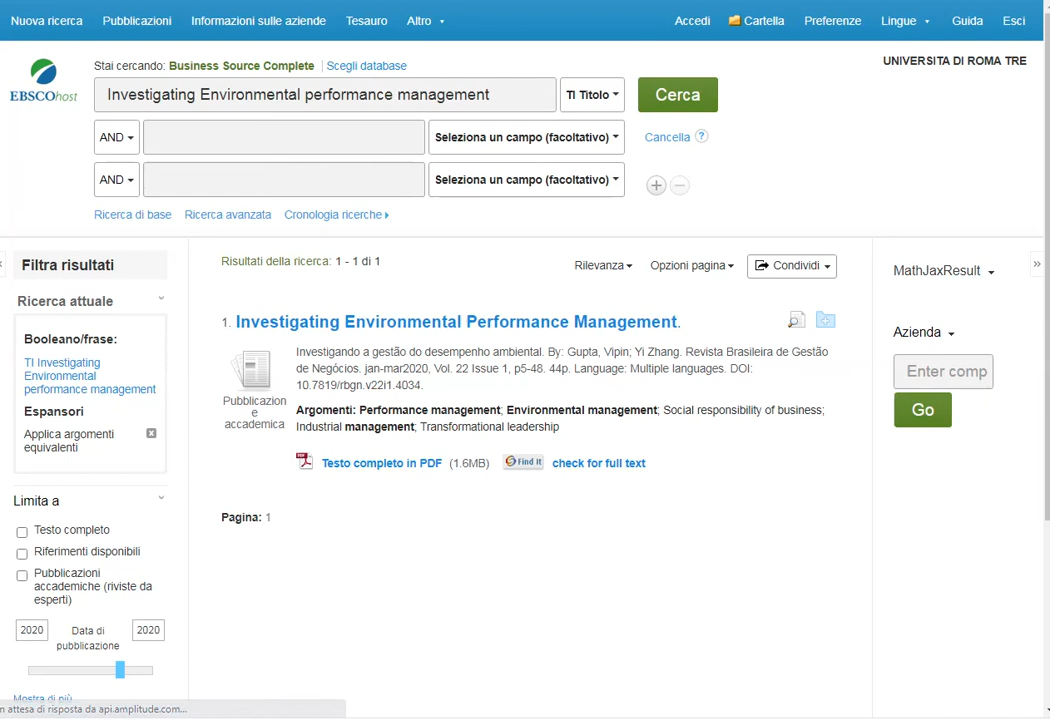 Nuova ricerca Pubblicazioni Informazioni sulle aziende Tesauro Altro Accedi Cartella Preferenze Lingue Guida Esci
EBSCOhost
Stai cercando: Business Source Complete Scegli database
UNIVERSITA DI ROMA TRE
Investigating Environmental performance management TI Titolo Cerca
AND Seleziona un campo (facoltativo) Cancella ?
AND Seleziona un campo (facoltativo) + −
Ricerca di base Ricerca avanzata Cronologia ricerche
«
Filtra risultati
Ricerca attuale
Booleano/frase:
TI Investigating
Environmental
performance management
Espansori
Applica argomenti
equivalenti
Limita a
Testo completo
Riferimenti disponibili
Pubblicazioni
accademiche (riviste da
esperti)
2020 Data di 2020
pubblicazione
Mostra di più
Risultati della ricerca: 1 - 1 di 1 Rilevanza Opzioni pagina Condividi
1. Investigating Environmental Performance Management.
Pubblicazion
e
accademica
Investigando a gestão do desempenho ambiental. By: Gupta, Vipin; Yi Zhang. Revista Brasileira de Gestão
de Negócios. jan-mar2020, Vol. 22 Issue 1, p5-48. 44p. Language: Multiple languages. DOI:
10.7819/rbgn.v22i1.4034.
Argomenti: Performance management; Environmental management; Social responsibility of business;
Industrial management; Transformational leadership
PDF Testo completo in PDF (1.6MB) Find It check for full text
Pagina: 1
»
MathJaxResult
Azienda
Enter comp
Go
n attesa di risposta da api.amplitude.com...